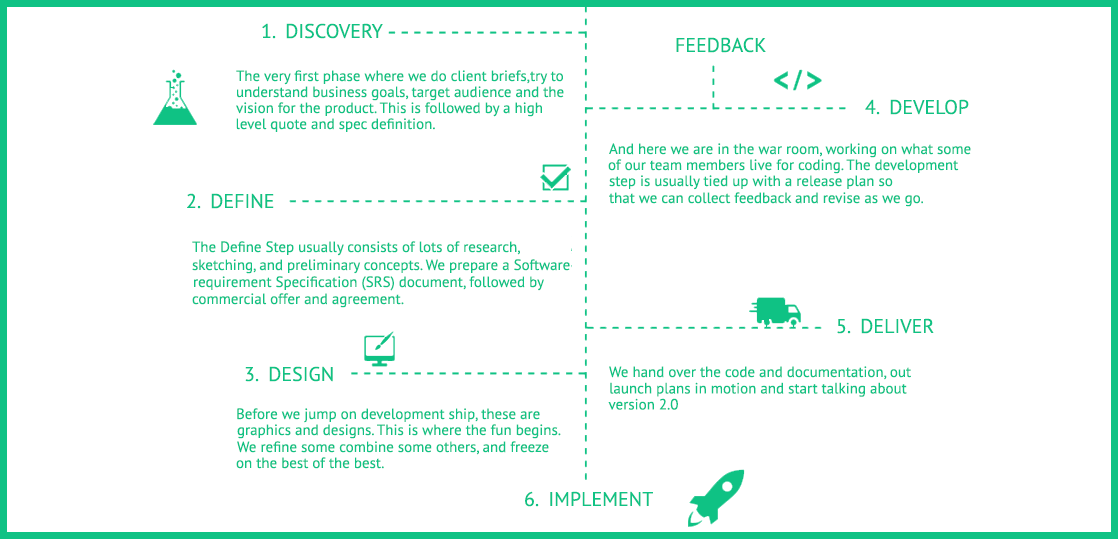 1. DISCOVERY
The very first phase where we do client briefs,try to
understand business goals, target audience and the
vision for the product. This is followed by a high
level quote and spec definition.
2. DEFINE
The Define Step usually consists of lots of research,
sketching, and preliminary concepts. We prepare a Software
requirement Specification (SRS) document, followed by
commercial offer and agreement.
3. DESIGN
Before we jump on development ship, these are
graphics and designs. This is where the fun begins.
We refine some combine some others, and freeze
on the best of the best.
FEEDBACK
</>
4. DEVELOP
And here we are in the war room, working on what some
of our team members live for coding. The development
step is usually tied up with a release plan so
that we can collect feedback and revise as we go.
5. DELIVER
We hand over the code and documentation, out
launch plans in motion and start talking about
version 2.0
6. IMPLEMENT